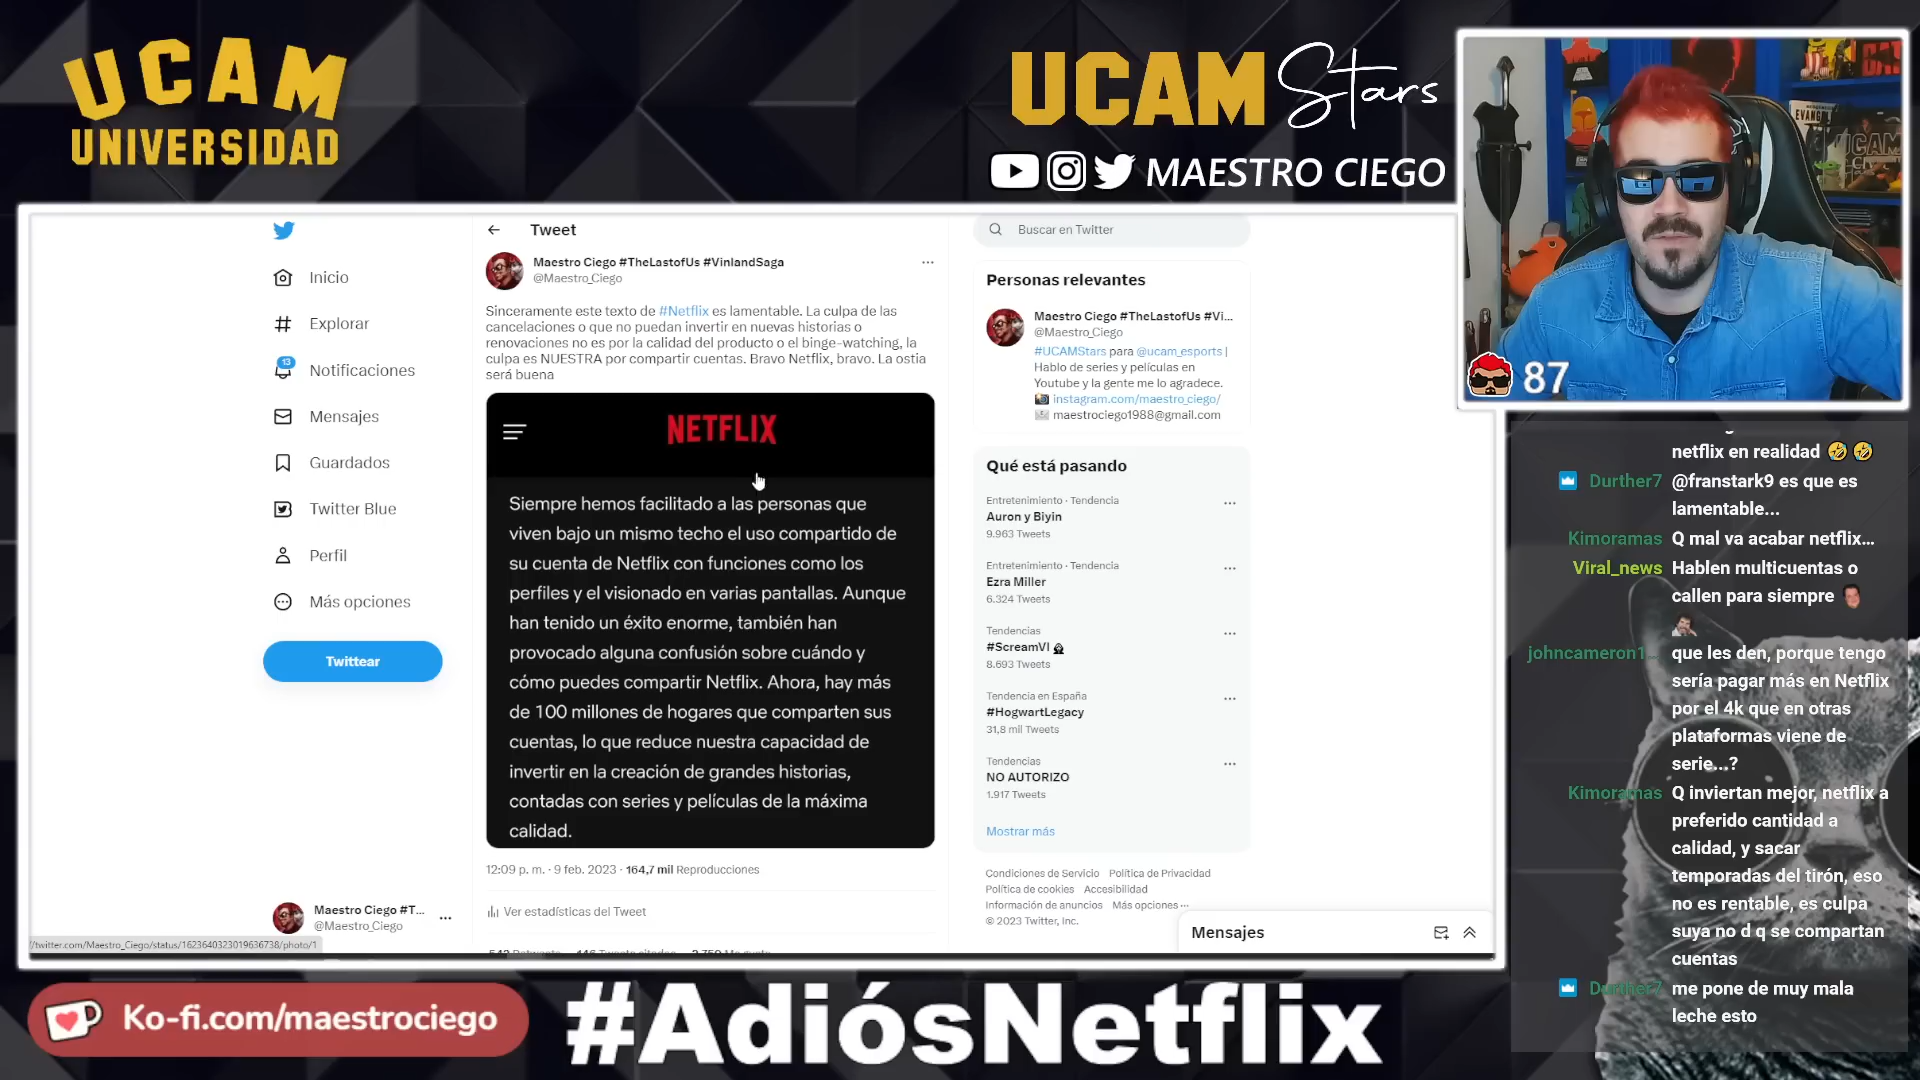 UCAM
UNIVERSIDAD
UCAM Stars
MAESTRO CIEGO
Inicio
Explorar
13
Notificaciones
Mensajes
Guardados
Twitter Blue
Perfil
Más opciones
Twittear
Maestro Ciego #T...
@Maestro_Ciego
//twitter.com/Maestro_Ciego/status/1623640323019636738/photo/1
Tweet
Maestro Ciego #TheLastofUs #VinlandSaga
@Maestro_Ciego
Sinceramente este texto de #Netflix es lamentable. La culpa de las
cancelaciones o que no puedan invertir en nuevas historias o
renovaciones no es por la calidad del producto o el binge-watching, la
culpa es NUESTRA por compartir cuentas. Bravo Netflix, bravo. La ostia
será buena
NETFLIX
Siempre hemos facilitado a las personas que
viven bajo un mismo techo el uso compartido de
su cuenta de Netflix con funciones como los
perfiles y el visionado en varias pantallas. Aunque
han tenido un éxito enorme, también han
provocado alguna confusión sobre cuándo y
cómo puedes compartir Netflix. Ahora, hay más
de 100 millones de hogares que comparten sus
cuentas, lo que reduce nuestra capacidad de
invertir en la creación de grandes historias,
contadas con series y películas de la máxima
calidad.
12:09 p. m. · 9 feb. 2023 · 164,7 mil Reproducciones
Ver estadísticas del Tweet
Buscar en Twitter
Personas relevantes
Maestro Ciego #TheLastofUs #Vi...
@Maestro_Ciego
#UCAMStars para @ucam_esports |
Hablo de series y películas en
Youtube y la gente me lo agradece.
instagram.com/maestro_ciego/
maestrociego1988@gmail.com
Qué está pasando
Entretenimiento · Tendencia
Auron y Biyin
9.963 Tweets
Entretenimiento · Tendencia
Ezra Miller
6.324 Tweets
Tendencias
#ScreamVI
8.693 Tweets
Tendencia en España
#HogwartLegacy
31,8 mil Tweets
Tendencias
NO AUTORIZO
1.917 Tweets
Mostrar más
Condiciones de Servicio Política de Privacidad
Política de cookies Accesibilidad
Información de anuncios Más opciones ···
© 2023 Twitter, Inc.
Mensajes
87
netflix en realidad 🤣 🤣
Durther7 @franstark9 es que es
lamentable...
Kimoramas Q mal va acabar netflix...
Viral_news Hablen multicuentas o
callen para siempre
johncameron1... que les den, porque tengo
sería pagar más en Netflix
por el 4k que en otras
plataformas viene de
serie...?
Kimoramas Q inviertan mejor, netflix a
preferido cantidad a
calidad, y sacar
temporadas del tirón, eso
no es rentable, es culpa
suya no d q se compartan
cuentas
Durther7 me pone de muy mala
leche esto
Ko-fi.com/maestrociego
#AdiósNetflix